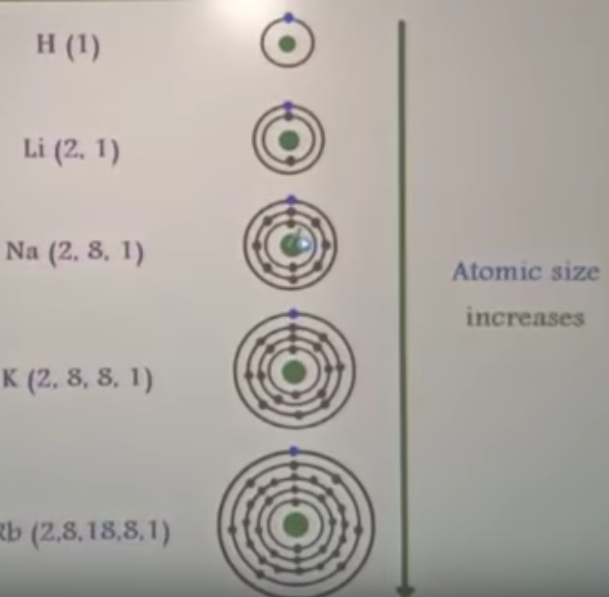 H (1)
Li (2, 1)
Na (2, 8, 1)
Atomic size
increases
K (2, 8, 8, 1)
Rb (2,8,18,8,1)